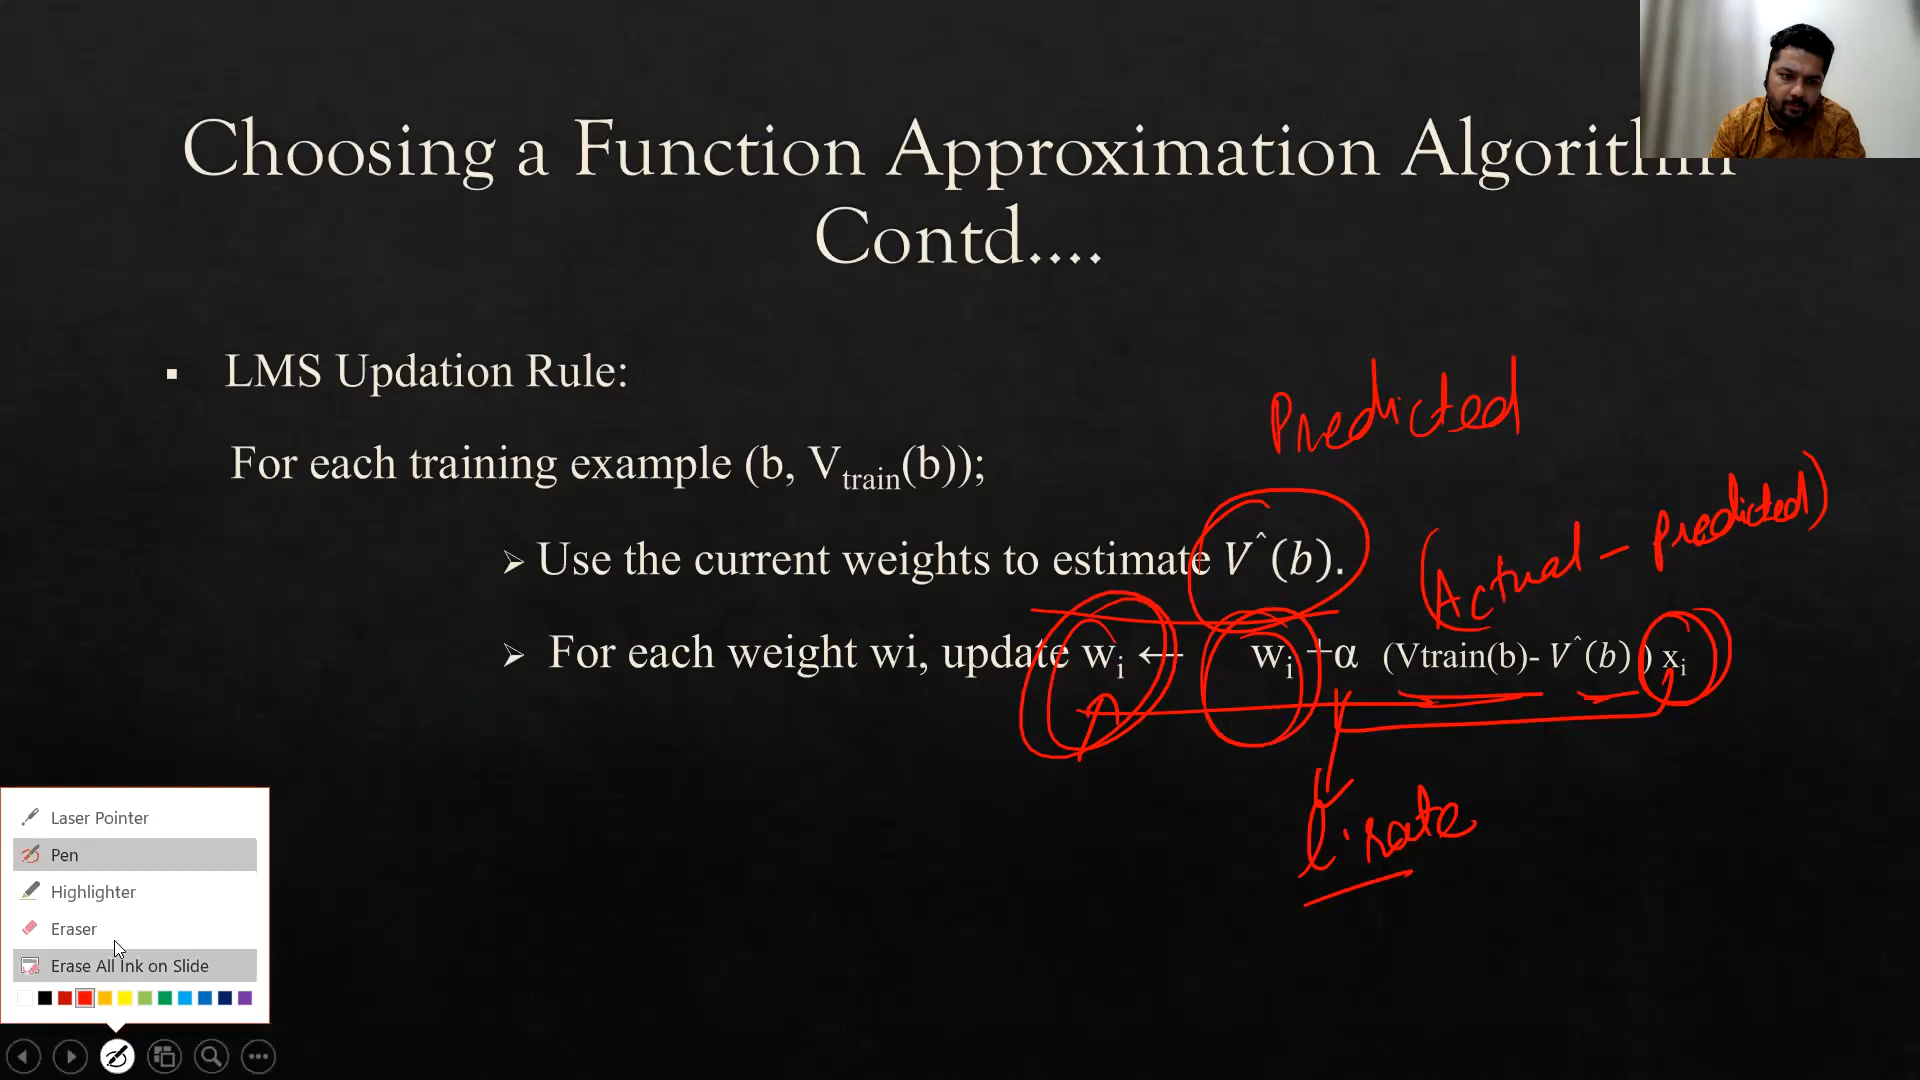 Choosing a Function Approximation Algorithm
Contd....
▪ LMS Updation Rule:
Predicted
For each training example (b, Vtrain(b));
(Actual - Predicted)
➢ Use the current weights to estimate V^(b).
➢ For each weight wi, update wi ← wi +α (Vtrain(b)- V^(b) ) xi
l. rate
Laser Pointer
Pen
Highlighter
Eraser
Erase All Ink on Slide